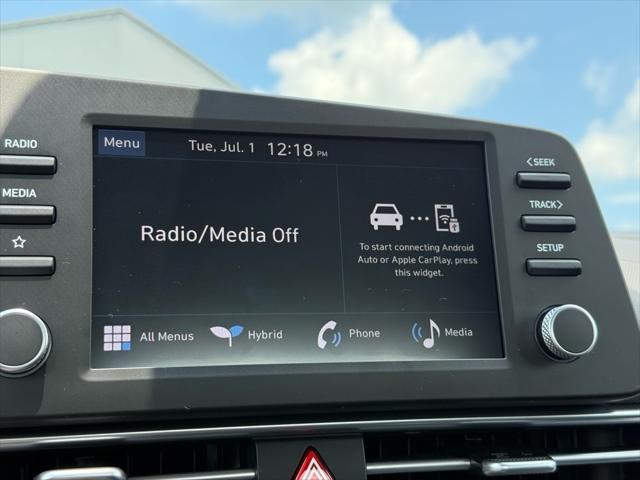 RADIO
MEDIA
Menu
Tue, Jul. 1 12:18 PM
Radio/Media Off
To start connecting Android
Auto or Apple CarPlay, press
this widget.
All Menus
Hybrid
Phone
Media
<SEEK
TRACK>
SETUP